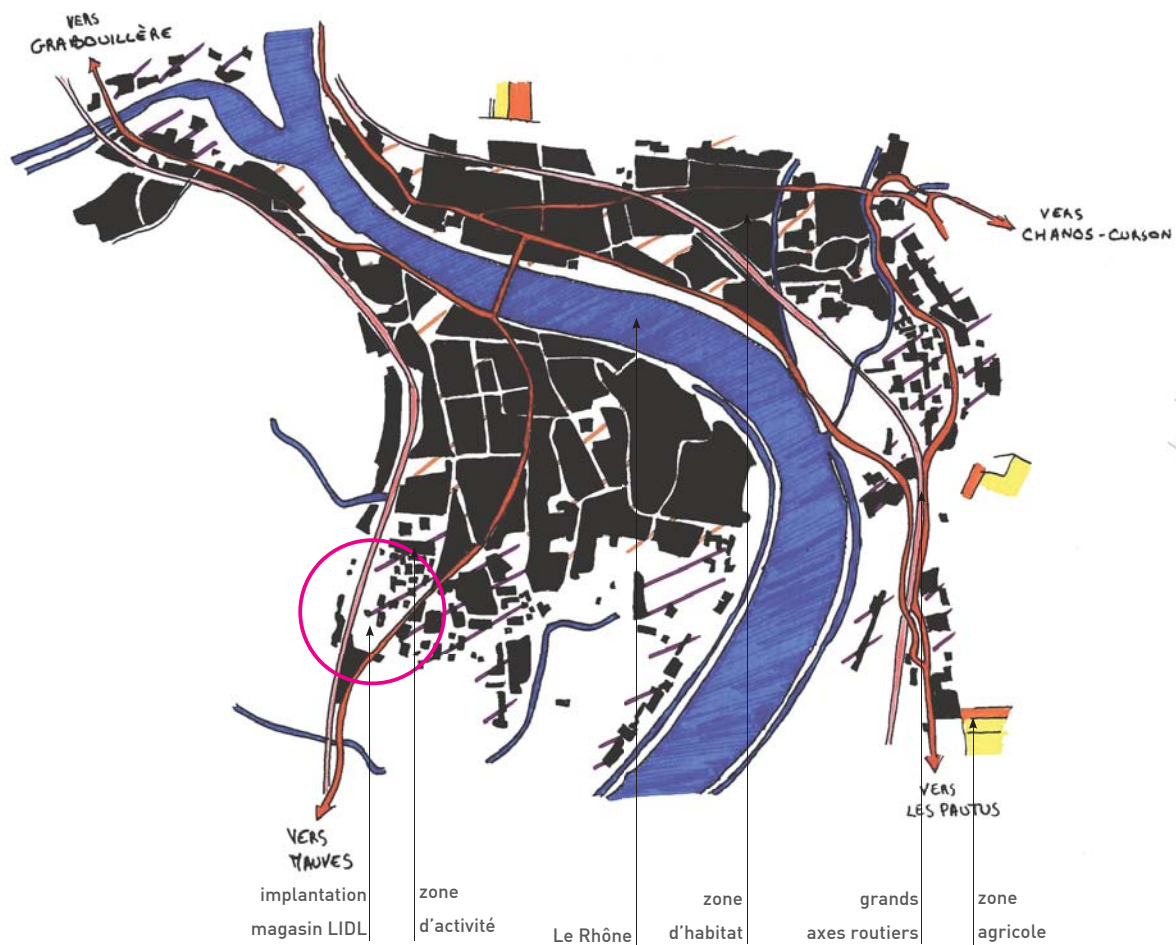 VERS
GRABOUILLÈRE
VERS
CHANOS-CURSON
VERS
LES PAUTUS
VERS
MAUVES
implantation
magasin LIDL
zone
d'activité
Le Rhône
zone
d'habitat
grands
axes routiers
zone
agricole